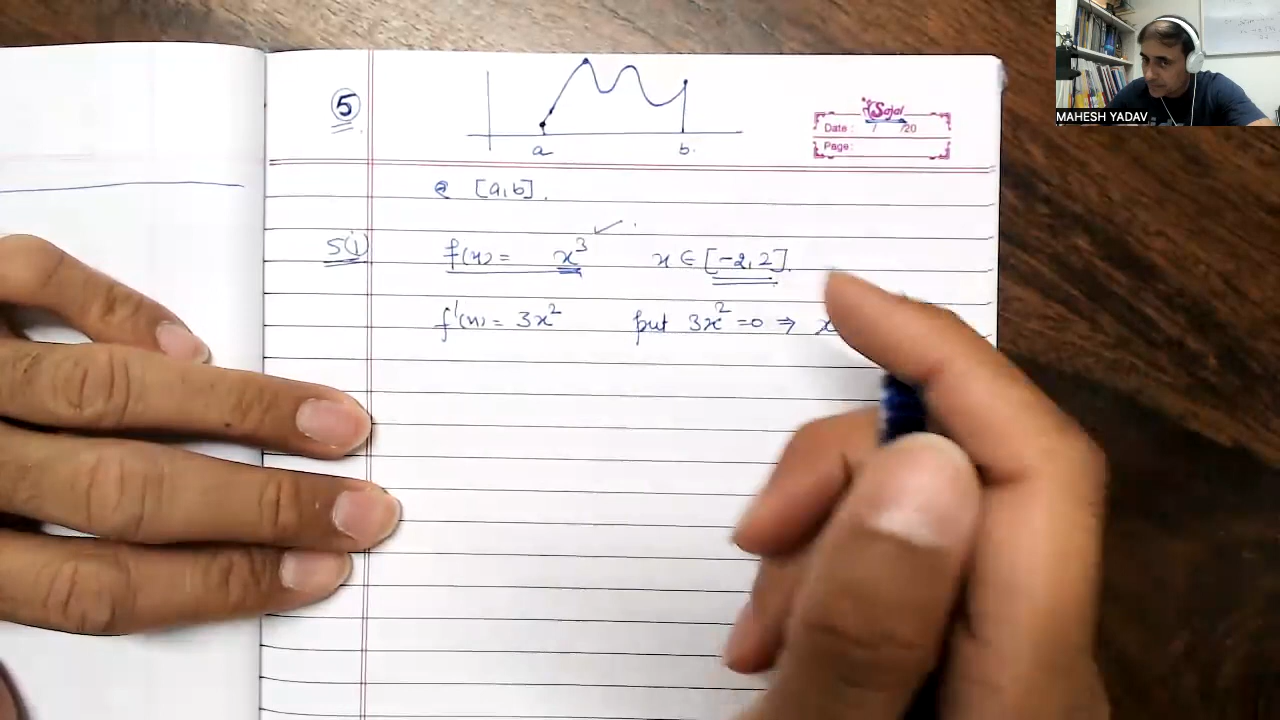 5
a b.
Sajal
Date: / /20
Page:
[a,b].
5(i) f(x) = x³ x ∈ [-2,2].
f'(x) = 3x² put 3x² =0 ⇒ x
MAHESH YADAV